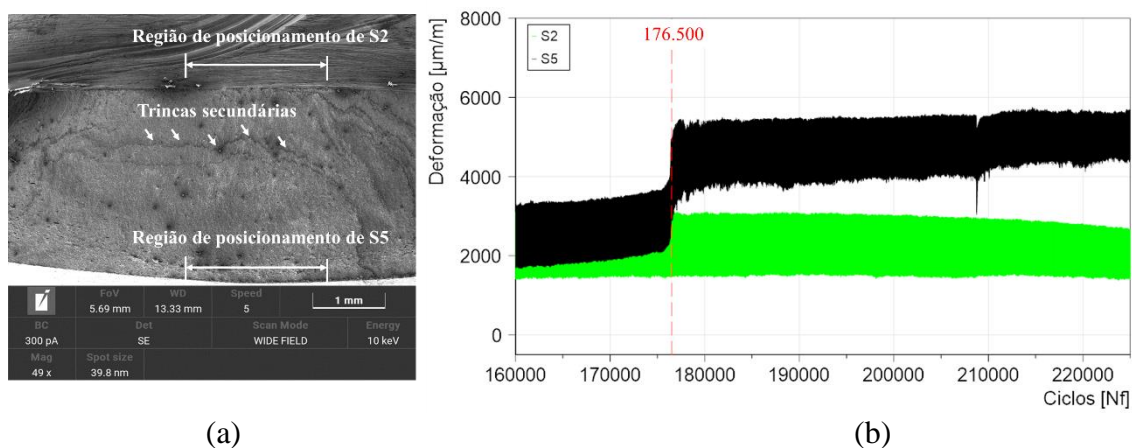 Região de posicionamento de S2
Trincas secundárias
Região de posicionamento de S5
FoV WD Speed
5.69 mm 13.33 mm 5
1 mm
BC Det Scan Mode Energy
300 pA SE WIDE FIELD 10 keV
Mag Spot size
49 x 39.8 nm
(a)
176.500
S2
S5
Deformação [µm/m]
8000
6000
4000
2000
0
160000 170000 180000 190000 200000 210000 220000
Ciclos [Nf]
(b)